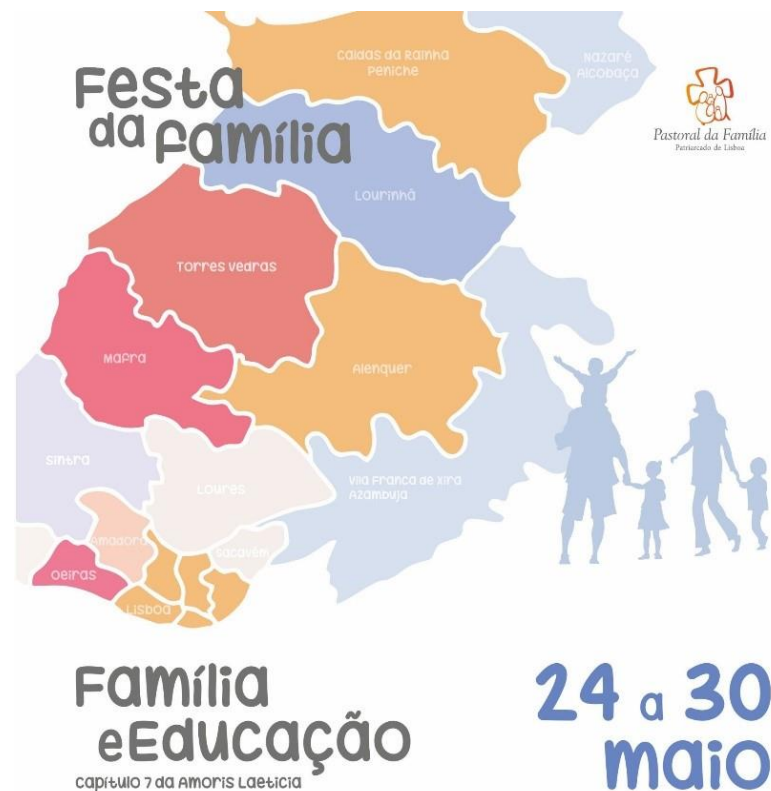 Festa
da Família
Caldas da Rainha
Peniche
Nazaré
Alcobaça
Pastoral da Família
Patriarcado de Lisboa
Lourinhã
Torres Vedras
Mafra
Alenquer
Sintra
Loures
Vila Franca de Xira
Azambuja
Amadora
Sacavém
Oeiras
Lisboa
Família
e Educação
capítulo 7 da Amoris Laeticia
24 a 30
maio